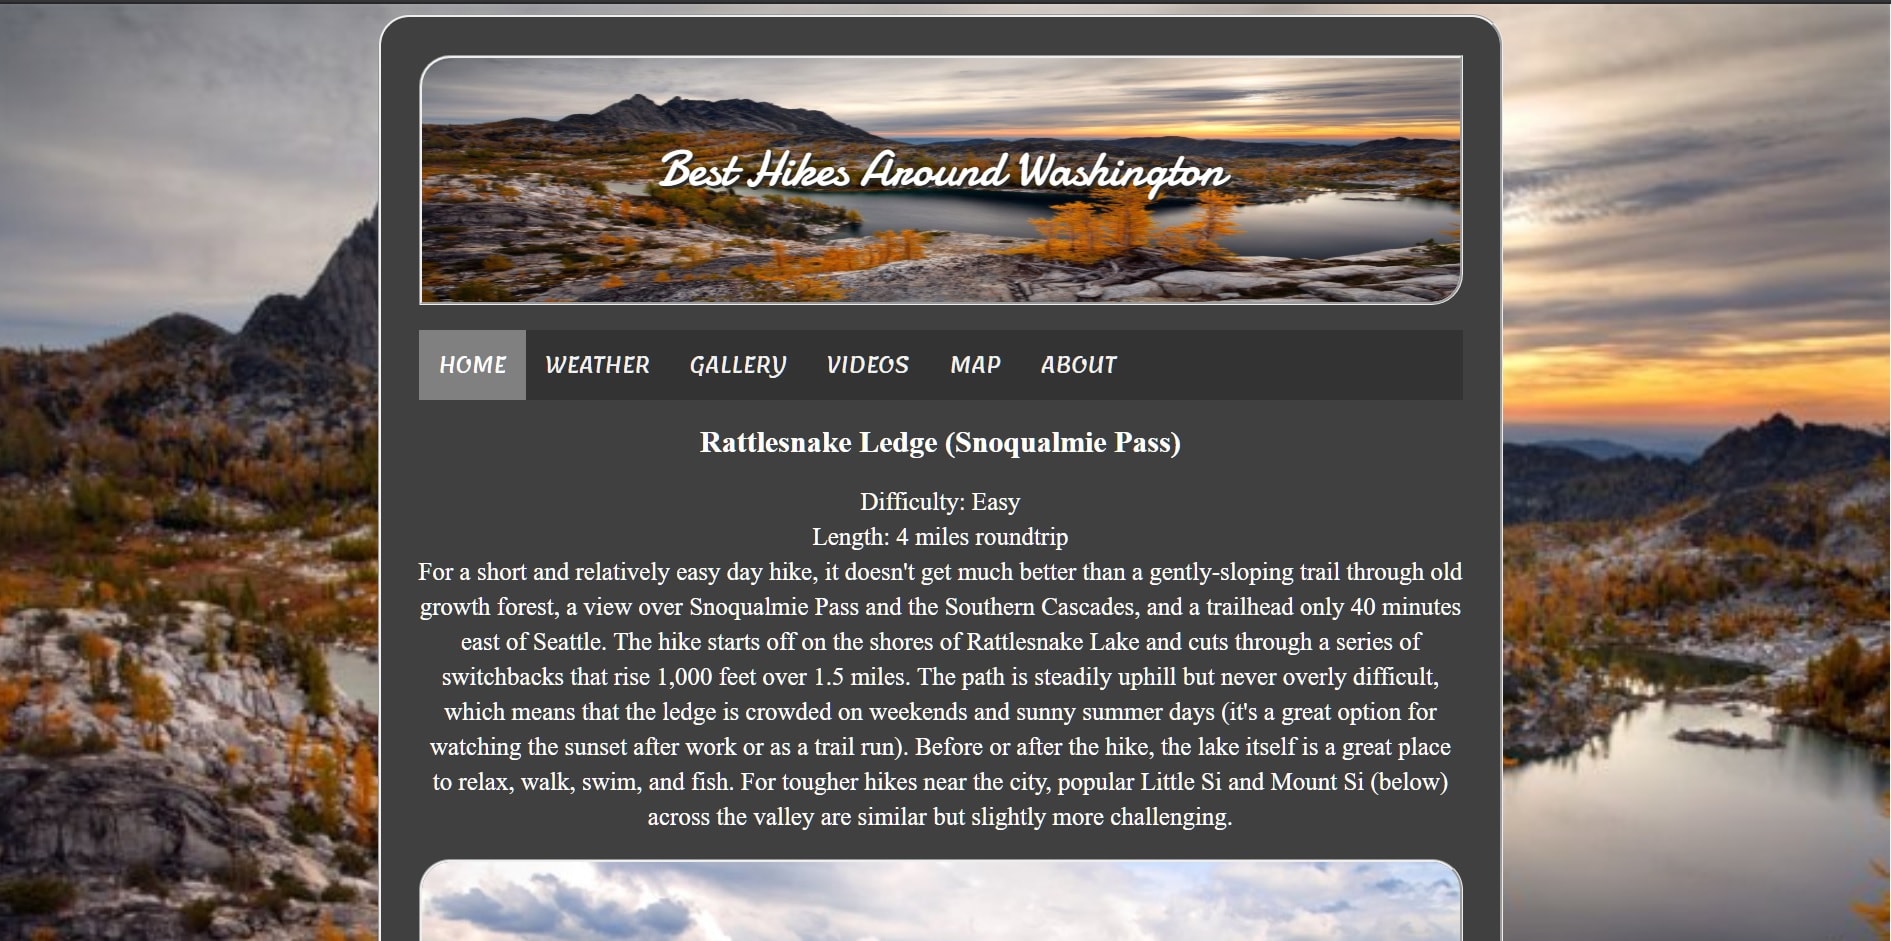 Best Hikes Around Washington
HOME WEATHER GALLERY VIDEOS MAP ABOUT
Rattlesnake Ledge (Snoqualmie Pass)
Difficulty: Easy
Length: 4 miles roundtrip
For a short and relatively easy day hike, it doesn't get much better than a gently-sloping trail through old
growth forest, a view over Snoqualmie Pass and the Southern Cascades, and a trailhead only 40 minutes
east of Seattle. The hike starts off on the shores of Rattlesnake Lake and cuts through a series of
switchbacks that rise 1,000 feet over 1.5 miles. The path is steadily uphill but never overly difficult,
which means that the ledge is crowded on weekends and sunny summer days (it's a great option for
watching the sunset after work or as a trail run). Before or after the hike, the lake itself is a great place
to relax, walk, swim, and fish. For tougher hikes near the city, popular Little Si and Mount Si (below)
across the valley are similar but slightly more challenging.